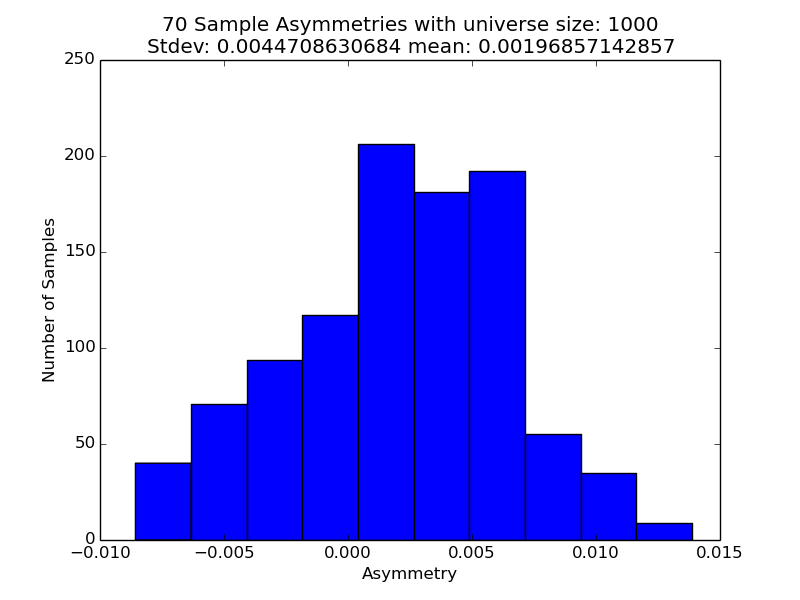 70 Sample Asymmetries with universe size: 1000
Stdev: 0.0044708630684 mean: 0.00196857142857
250
200
150
100
50
0
Number of Samples
−0.010 −0.005 0.000 0.005 0.010 0.015
Asymmetry